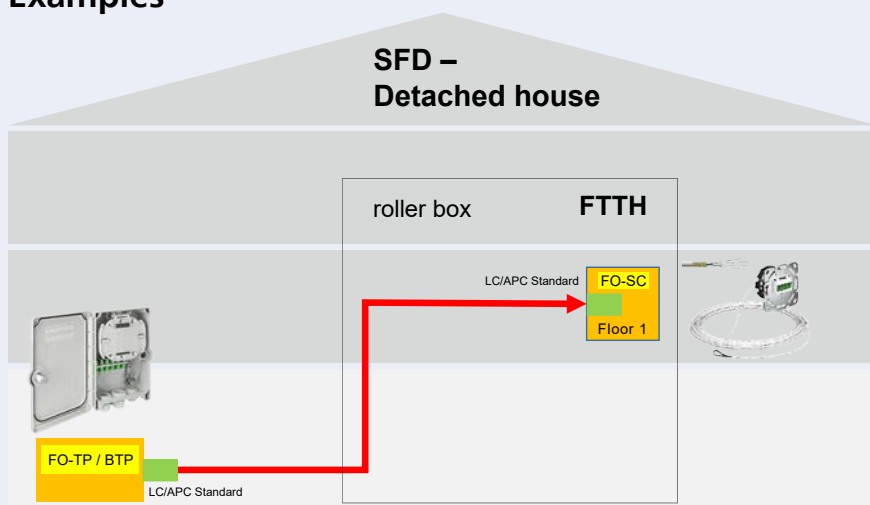 Examples
SFD –
Detached house
roller box
FTTH
LC/APC Standard
FO-SC
Floor 1
FO-TP / BTP
LC/APC Standard